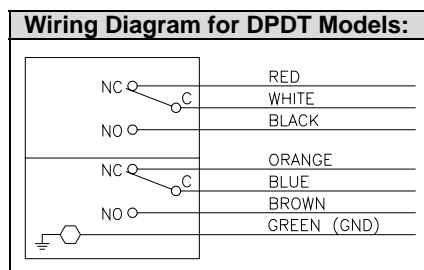 Wiring Diagram for DPDT Models:
NC RED
C WHITE
NO BLACK
NC ORANGE
C BLUE
NO BROWN
GREEN (GND)